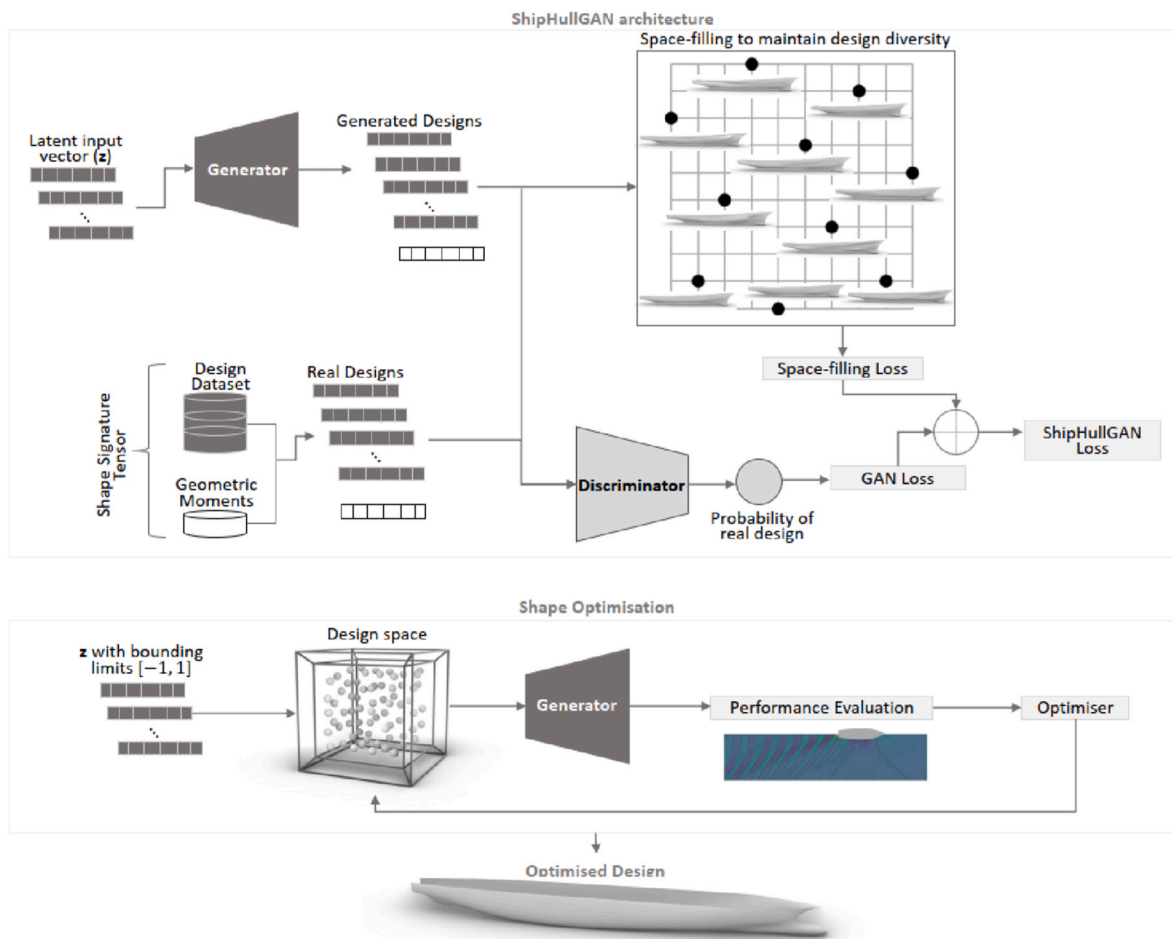 ShipHullGAN architecture
Space-filling to maintain design diversity
Latent input
vector (z)
Generator
Generated Designs
Space-filling Loss
Shape Signature
Tensor
Design
Dataset
Geometric
Moments
Real Designs
Discriminator
Probability of
real design
GAN Loss
ShipHullGAN
Loss
Shape Optimisation
z with bounding
limits [−1, 1]
Design space
Generator
Performance Evaluation
Optimiser
Optimised Design